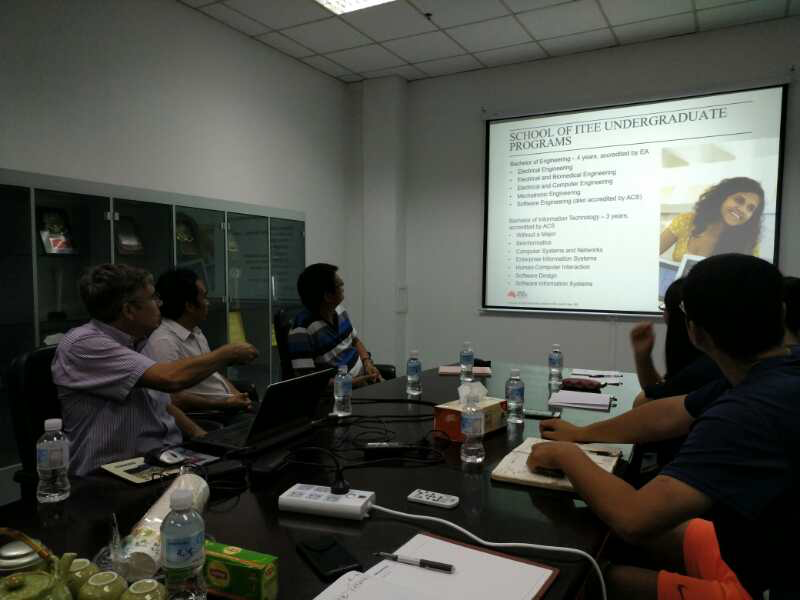 SCHOOL OF ITEE UNDERGRADUATE
PROGRAMS
Bachelor of Engineering - 4 years, accredited by EA
• Electrical Engineering
• Electrical and Biomedical Engineering
• Electrical and Computer Engineering
• Mechatronic Engineering
• Software Engineering (also accredited by ACS)
Bachelor of Information Technology - 3 years,
accredited by ACS
• Without a Major
• Bioinformatics
• Computer Systems and Networks
• Enterprise Information Systems
• Human-Computer Interaction
• Software Design
• Software Information Systems
Lipton